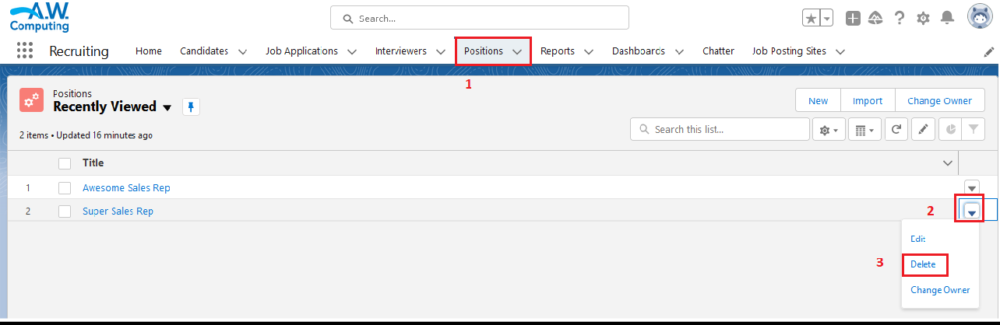 A.W.
Computing
Search...
Recruiting Home Candidates Job Applications Interviewers Positions Reports Dashboards Chatter Job Posting Sites
1
Positions
Recently Viewed
New Import Change Owner
2 items • Updated 16 minutes ago
Search this list...
Title
1 Awesome Sales Rep
2 Super Sales Rep
2
Edit
3
Delete
Change Owner